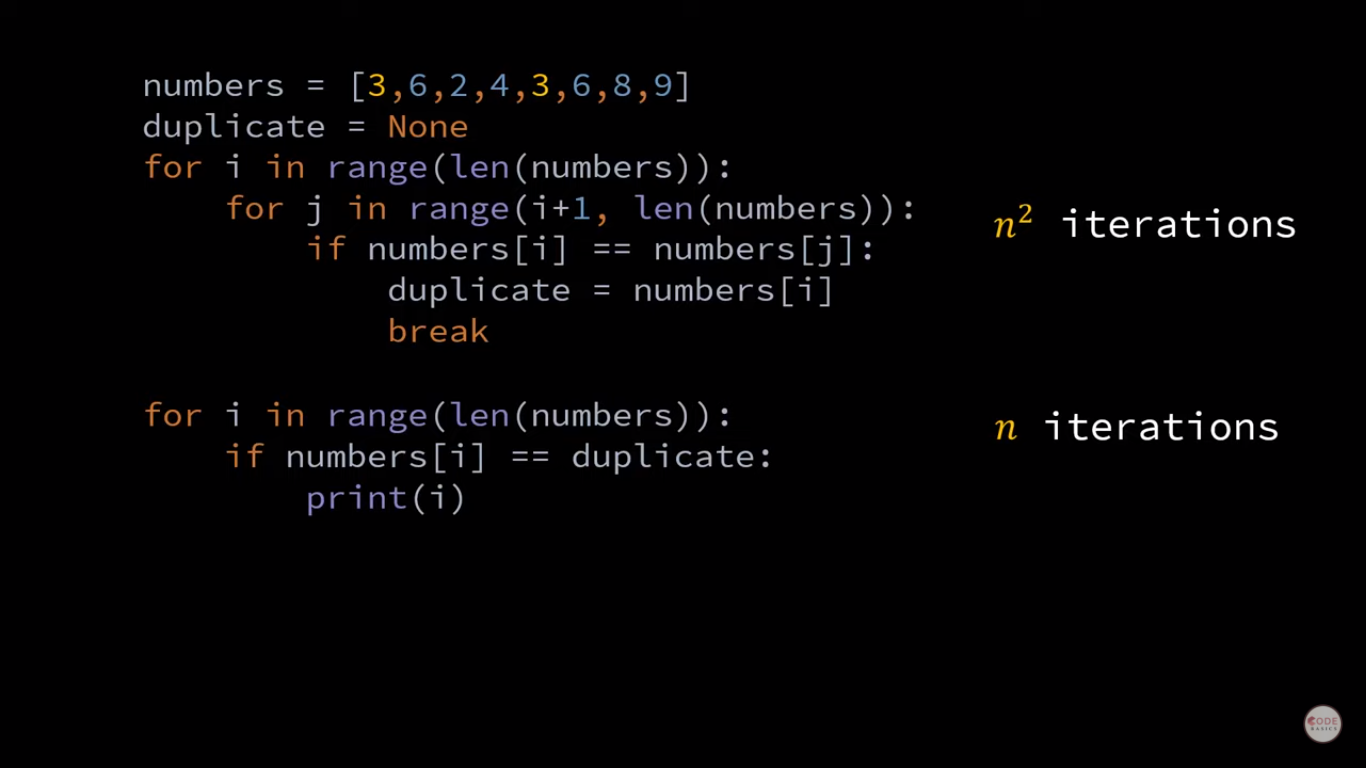 numbers = [3,6,2,4,3,6,8,9]
duplicate = None
for i in range(len(numbers)):
    for j in range(i+1, len(numbers)):
        if numbers[i] == numbers[j]:
            duplicate = numbers[i]
            break
n² iterations
for i in range(len(numbers)):
    if numbers[i] == duplicate:
        print(i)
n iterations
CODE
BASICS